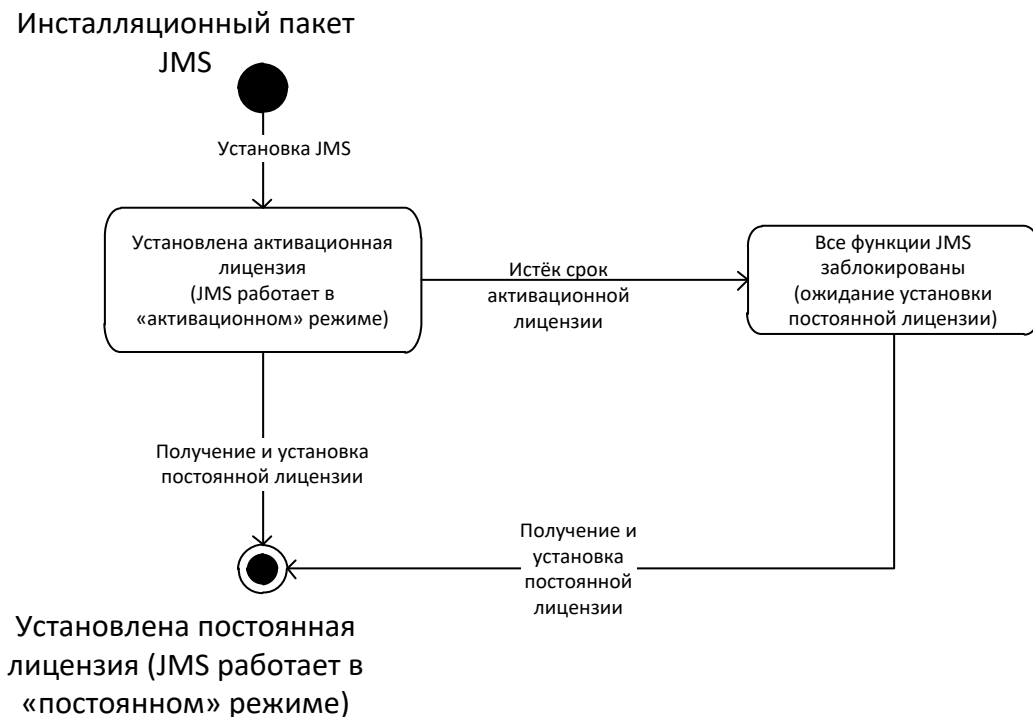 Инсталляционный пакет
JMS
Установка JMS
Установлена активационная
лицензия
(JMS работает в
«активационном» режиме)
Истёк срок
активационной
лицензии
Все функции JMS
заблокированы
(ожидание установки
постоянной лицензии)
Получение и установка
постоянной лицензии
Получение и
установка
постоянной
лицензии
Установлена постоянная
лицензия (JMS работает в
«постоянном» режиме)